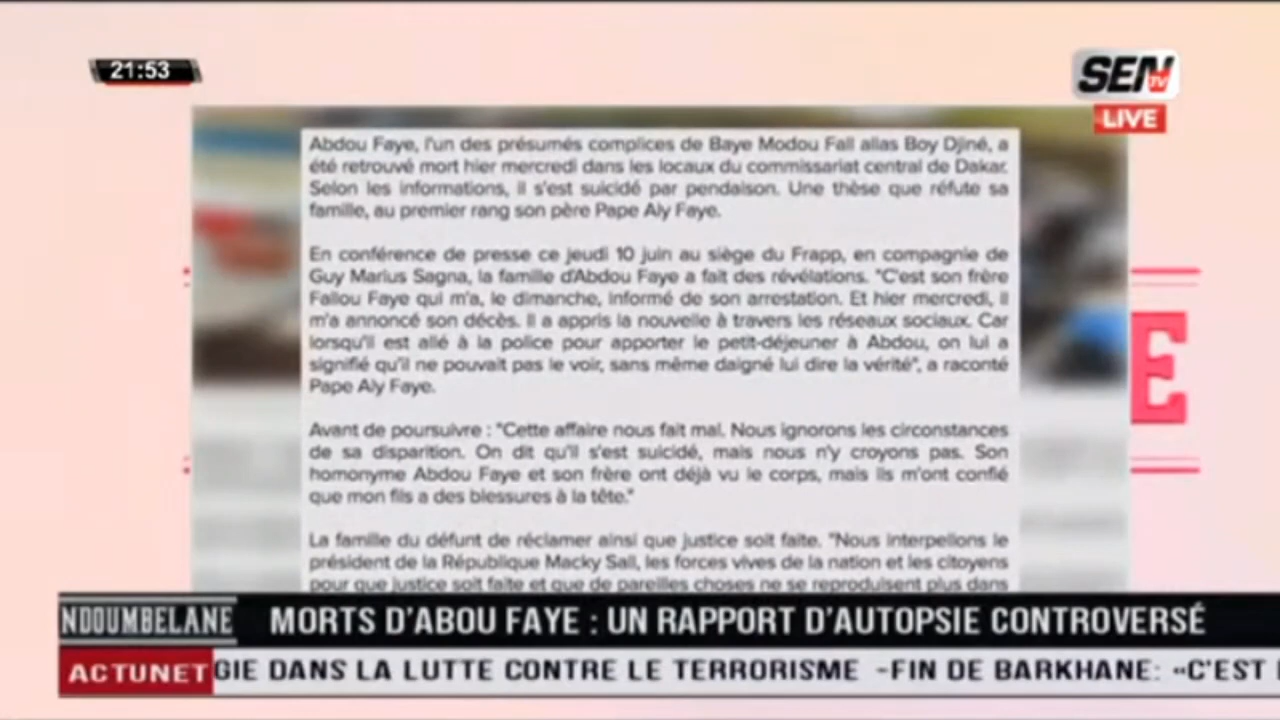 21:53
SEN TV
LIVE
Abdou Faye, l'un des présumés complices de Baye Modou Fall alias Boy Djiné, a
été retrouvé mort hier mercredi dans les locaux du commissariat central de Dakar.
Selon les informations, il s'est suicidé par pendaison. Une thèse que réfute sa
famille, au premier rang son père Pape Aly Faye.
En conférence de presse ce jeudi 10 juin au siège du Frapp, en compagnie de
Guy Marius Sagna, la famille d'Abdou Faye a fait des révélations. "C'est son frère
Fallou Faye qui m'a, le dimanche, informé de son arrestation. Et hier mercredi, il
m'a annoncé son décès. Il a appris la nouvelle à travers les réseaux sociaux. Car
lorsqu'il est allé à la police pour apporter le petit-déjeuner à Abdou, on lui a
signifié qu'il ne pouvait pas le voir, sans même daigné lui dire la vérité", a raconté
Pape Aly Faye.
Avant de poursuivre : "Cette affaire nous fait mal. Nous ignorons les circonstances
de sa disparition. On dit qu'il s'est suicidé, mais nous n'y croyons pas. Son
homonyme Abdou Faye et son frère ont déjà vu le corps, mais ils m'ont confié
que mon fils a des blessures à la tête."
La famille du défunt de réclamer ainsi que justice soit faite. "Nous interpellons le
président de la République Macky Sall, les forces vives de la nation et les citoyens
pour que justice soit faite et que de pareilles choses ne se reproduisent plus dans
E
NDOUMBELANE
MORTS D'ABOU FAYE : UN RAPPORT D'AUTOPSIE CONTROVERSÉ
ACTUNET
GIE DANS LA LUTTE CONTRE LE TERRORISME -FIN DE BARKHANE: «C'EST